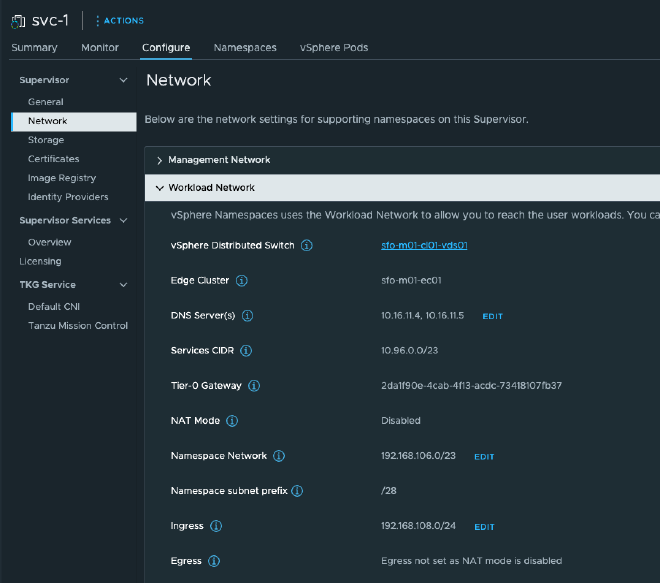 svc-1 ACTIONS
Summary Monitor Configure Namespaces vSphere Pods
Supervisor
General
Network
Storage
Certificates
Image Registry
Identity Providers
Supervisor Services
Overview
Licensing
TKG Service
Default CNI
Tanzu Mission Control
Network
Below are the network settings for supporting namespaces on this Supervisor.
Management Network
Workload Network
vSphere Namespaces uses the Workload Network to allow you to reach the user workloads. You ca
vSphere Distributed Switch sfo-m01-cl01-vds01
Edge Cluster sfo-m01-ec01
DNS Server(s) 10.16.11.4, 10.16.11.5 EDIT
Services CIDR 10.96.0.0/23
Tier-0 Gateway 2da1f90e-4cab-4f13-acdc-73418107fb37
NAT Mode Disabled
Namespace Network 192.168.106.0/23 EDIT
Namespace subnet prefix /28
Ingress 192.168.108.0/24 EDIT
Egress Egress not set as NAT mode is disabled